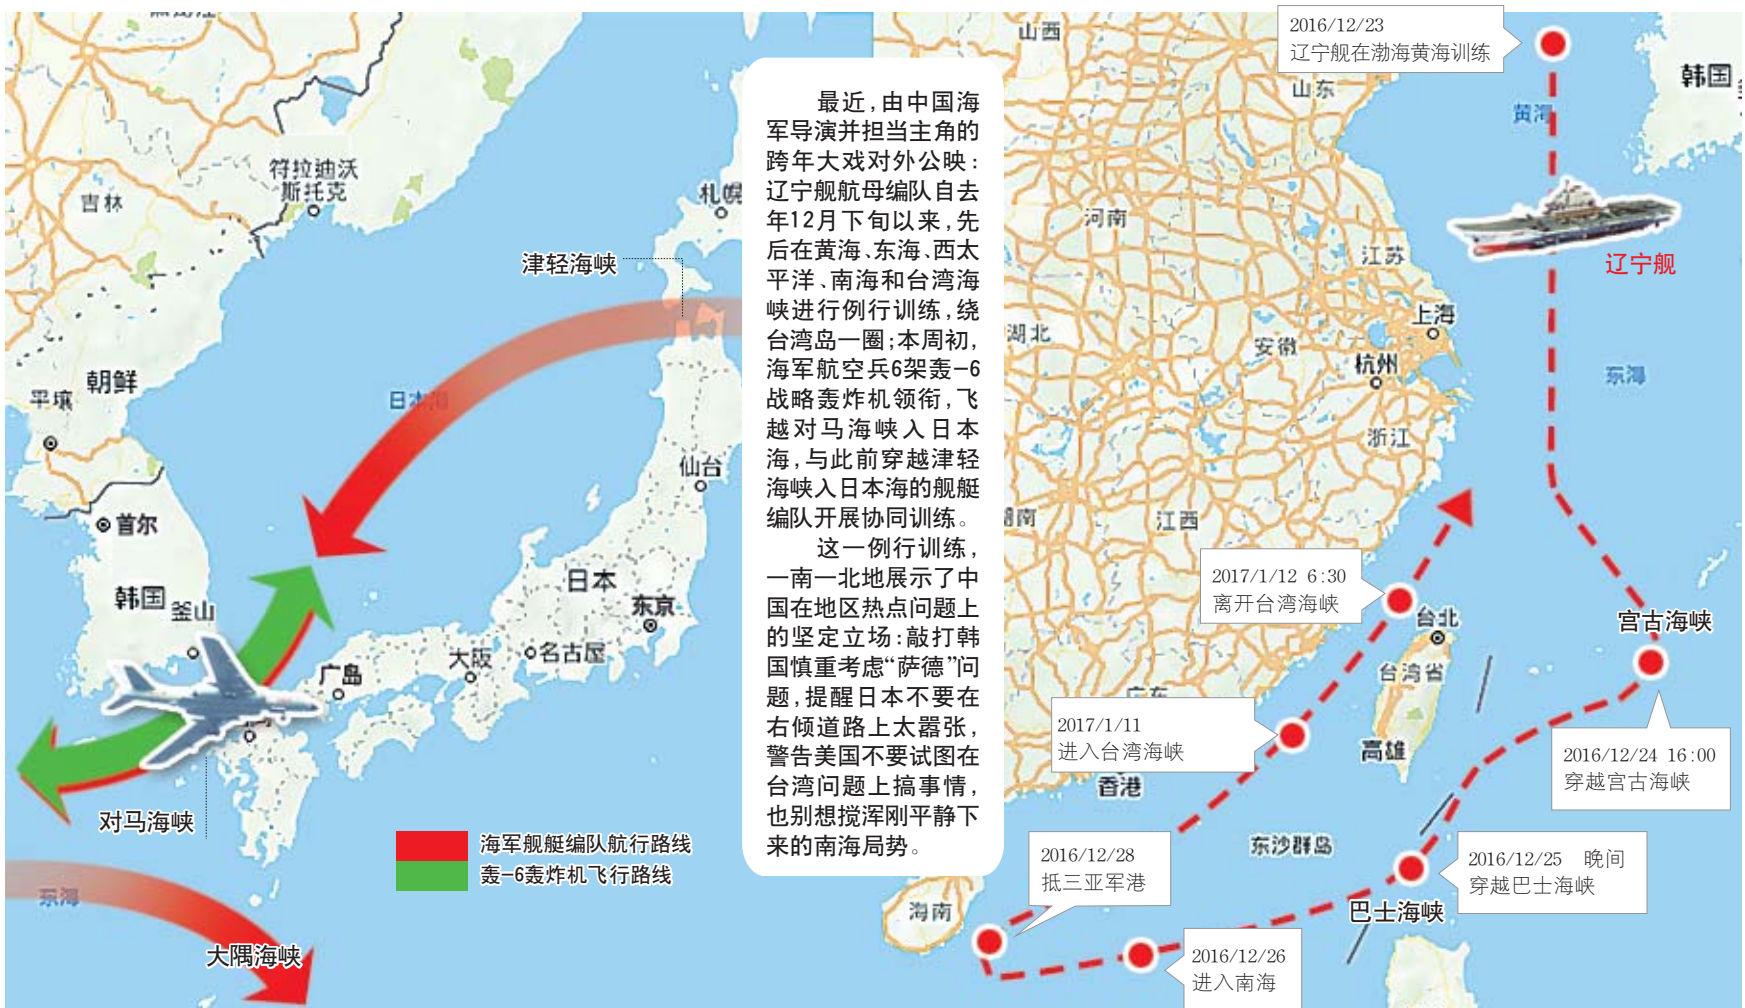 符拉迪沃
斯托克
吉林
札幌
津轻海峡
朝鲜
平壤
仙台
首尔
韩国
釜山
日本
东京
名古屋
大阪
广岛
对马海峡
海军舰艇编队航行路线
轰-6轰炸机飞行路线
东海
大隅海峡
最近，由中国海
军导演并担当主角的
跨年大戏对外公映：
辽宁舰航母编队自去
年12月下旬以来，先
后在黄海、东海、西太
平洋、南海和台湾海
峡进行例行训练，绕
台湾岛一圈；本周初，
海军航空兵6架轰-6
战略轰炸机领衔，飞
越对马海峡入日本
海，与此前穿越津轻
海峡入日本海的舰艇
编队开展协同训练。
这一例行训练，
一南一北地展示了中
国在地区热点问题上
的坚定立场：敲打韩
国慎重考虑“萨德”问
题，提醒日本不要在
右倾道路上太嚣张，
警告美国不要试图在
台湾问题上搞事情，
也别想搅浑刚平静下
来的南海局势。
山西
2016/12/23
辽宁舰在渤海黄海训练
山东
韩国
黄海
河南
江苏
辽宁舰
上海
湖北
安徽
杭州
东海
浙江
江西
2017/1/12 6:30
离开台湾海峡
台北
宫古海峡
台湾省
2017/1/11
进入台湾海峡
高雄
2016/12/24 16:00
穿越宫古海峡
香港
东沙群岛
2016/12/28
抵三亚军港
2016/12/25 晚间
穿越巴士海峡
海南
巴士海峡
2016/12/26
进入南海